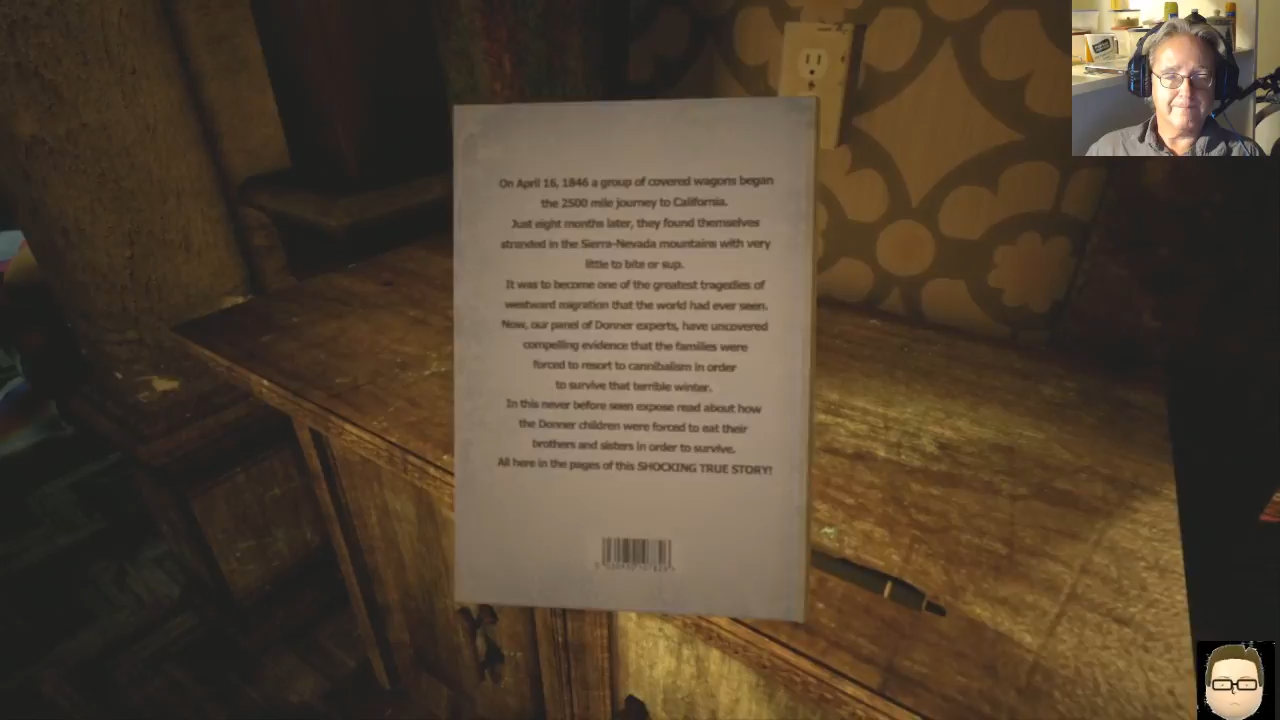 On April 16, 1846 a group of covered wagons began
the 2500 mile journey to California.
Just eight months later, they found themselves
stranded in the Sierra-Nevada mountains with very
little to bite or sup.
It was to become one of the greatest tragedies of
westward migration that the world had ever seen.
Now, our panel of Donner experts, have uncovered
compelling evidence that the families were
forced to resort to cannibalism in order
to survive that terrible winter.
In this never before seen expose read about how
the Donner children were forced to eat their
brothers and sisters in order to survive.
All here in the pages of this SHOCKING TRUE STORY!